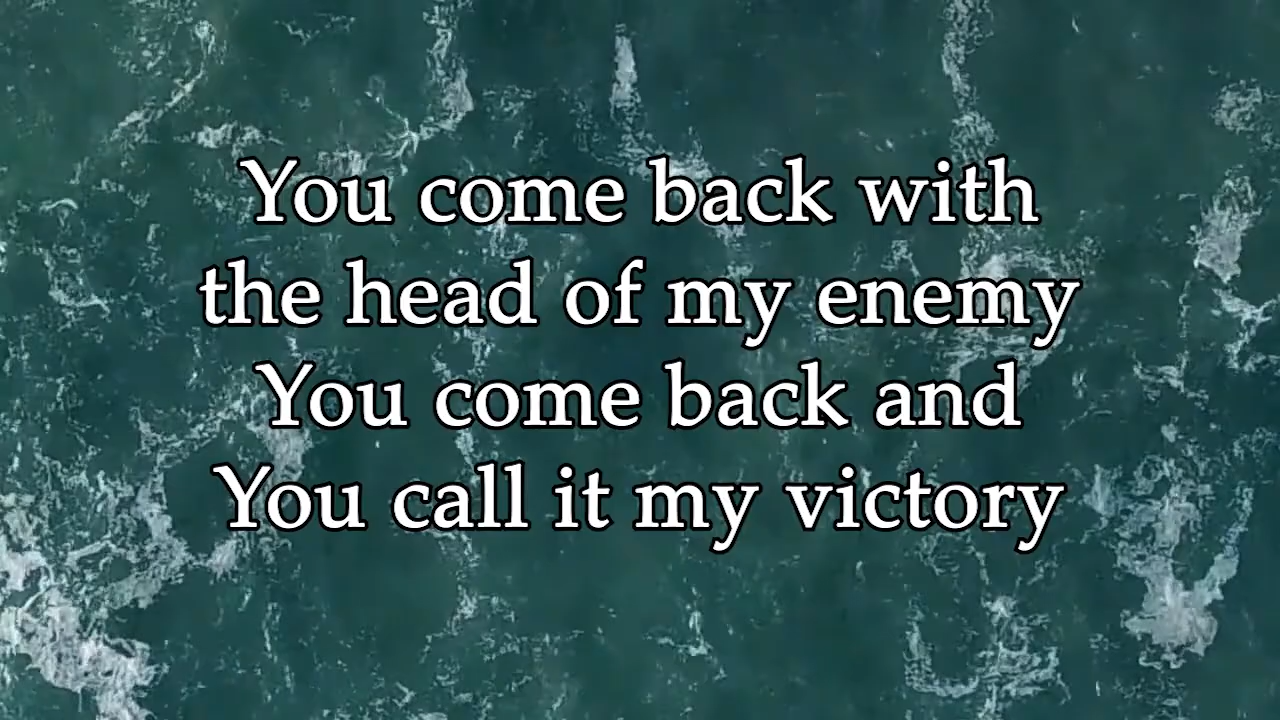 You come back with
the head of my enemy
You come back and
You call it my victory